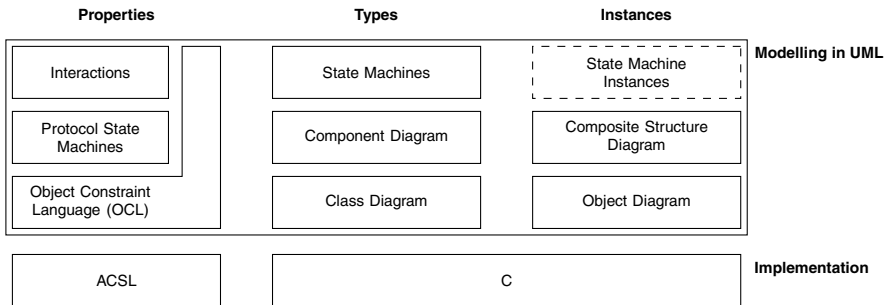 Properties
Types
Instances
Modelling in UML
Interactions
State Machines
State Machine
Instances
Protocol State
Machines
Component Diagram
Composite Structure
Diagram
Object Constraint
Language (OCL)
Class Diagram
Object Diagram
Implementation
ACSL
C